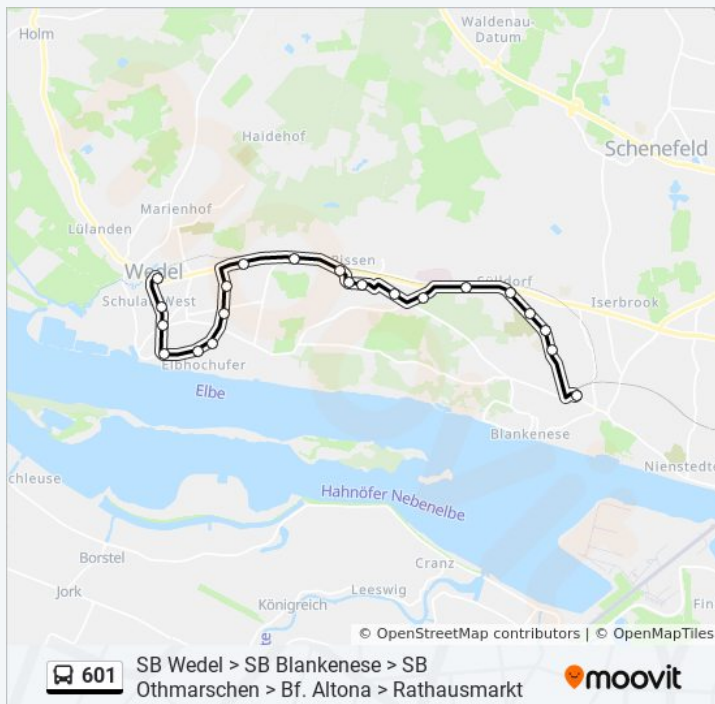 Holm
Waldenau-
Datum
Haidehof
Schenefeld
Marienhof
Lülanden
Wedel
Rissen
Schulau West
Sülldorf
Iserbrook
Elbhochufer
Elbe
Blankenese
Nienstedte
chleuse
Hahnöfer Nebenelbe
Borstel
Cranz
Jork
Leeswig
Königreich
Fin
te
© OpenStreetMap contributors | © OpenMapTiles
601
SB Wedel > SB Blankenese > SB
Othmarschen > Bf. Altona > Rathausmarkt
moovit